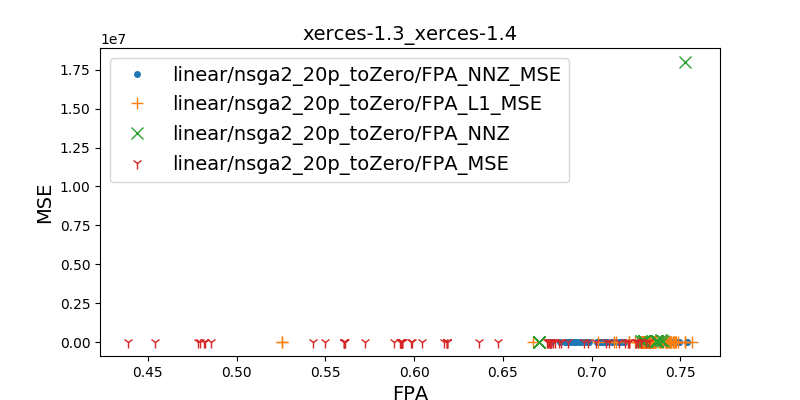 xerces-1.3_xerces-1.4
1e7
linear/nsga2_20p_toZero/FPA_NNZ_MSE
linear/nsga2_20p_toZero/FPA_L1_MSE
linear/nsga2_20p_toZero/FPA_NNZ
linear/nsga2_20p_toZero/FPA_MSE
1.75
1.50
1.25
1.00
0.75
0.50
0.25
0.00
MSE
0.45 0.50 0.55 0.60 0.65 0.70 0.75
FPA